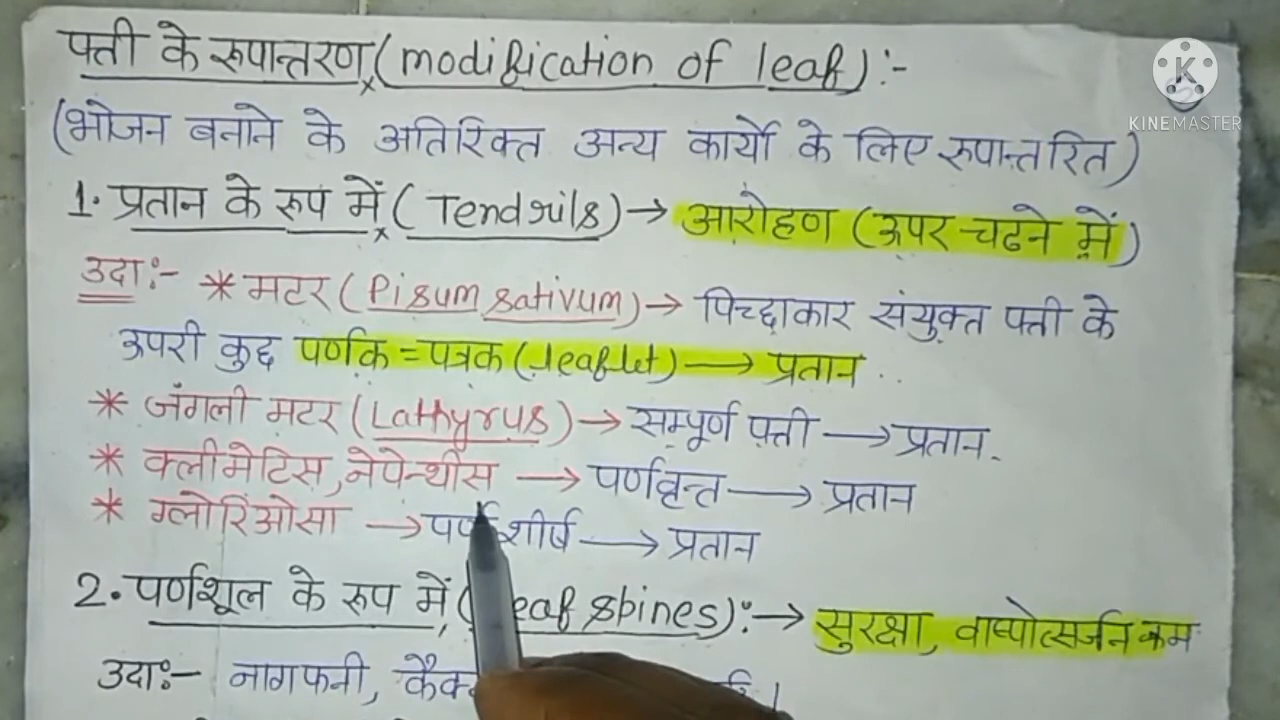 पत्ती के रूपान्तरण (modification of leaf) :-
K
KINEMASTER
(भोजन बनाने के अतिरिक्त अन्य कार्यों के लिए रूपान्तरित)
1. प्रतान के रूप में (Tendrils) → आरोहण (ऊपर चढने में)
उदा :- * मटर (Pisum sativum) → पिच्छाकार संयुक्त पत्ती के
ऊपरी कुछ पर्णक = पत्रक (leaflet) → प्रतान
* जंगली मटर (Lathyrus) → सम्पूर्ण पत्ती → प्रतान.
* क्लीमेटिस, नेपेन्थीस → पर्णवृन्त → प्रतान
* ग्लोरिओसा → पर्ण शीर्ष → प्रतान
2. पर्णशूल के रूप में, (leaf spines) :→ सुरक्षा, वाष्पोत्सर्जन कम
उदा :- नागफनी,